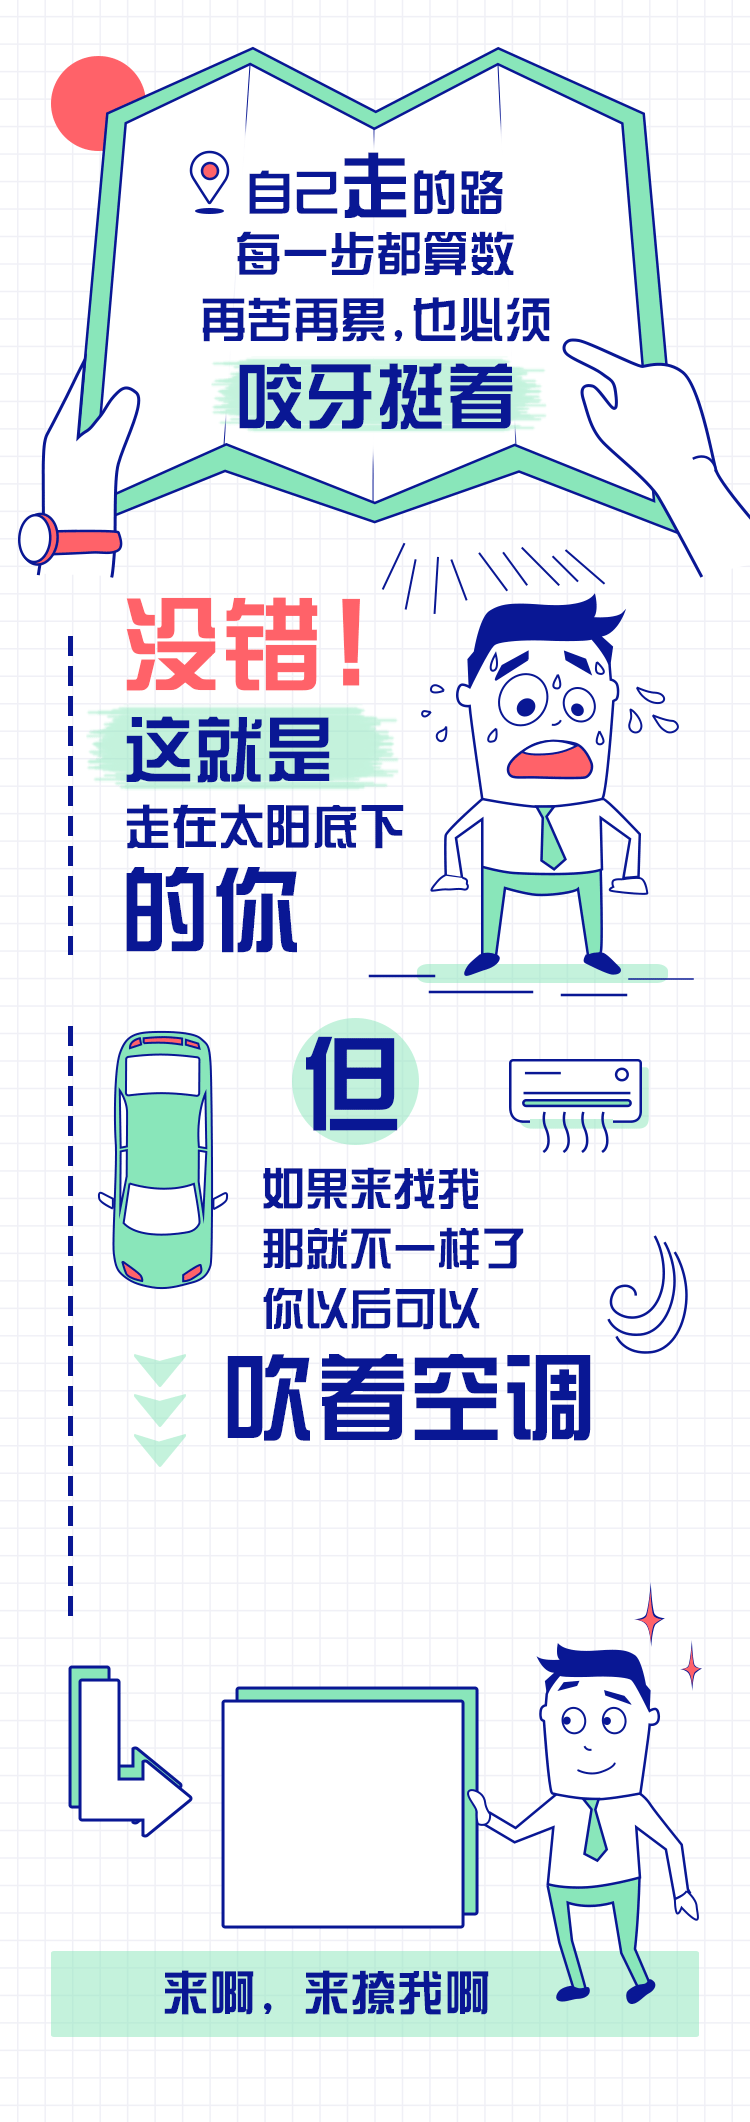 自己走的路
每一步都算数
再苦再累,也必须
咬牙挺着
没错!
这就是
走在太阳底下
的你
但
如果来找我
那就不一样了
你以后可以
吹着空调
来啊，来撩我啊